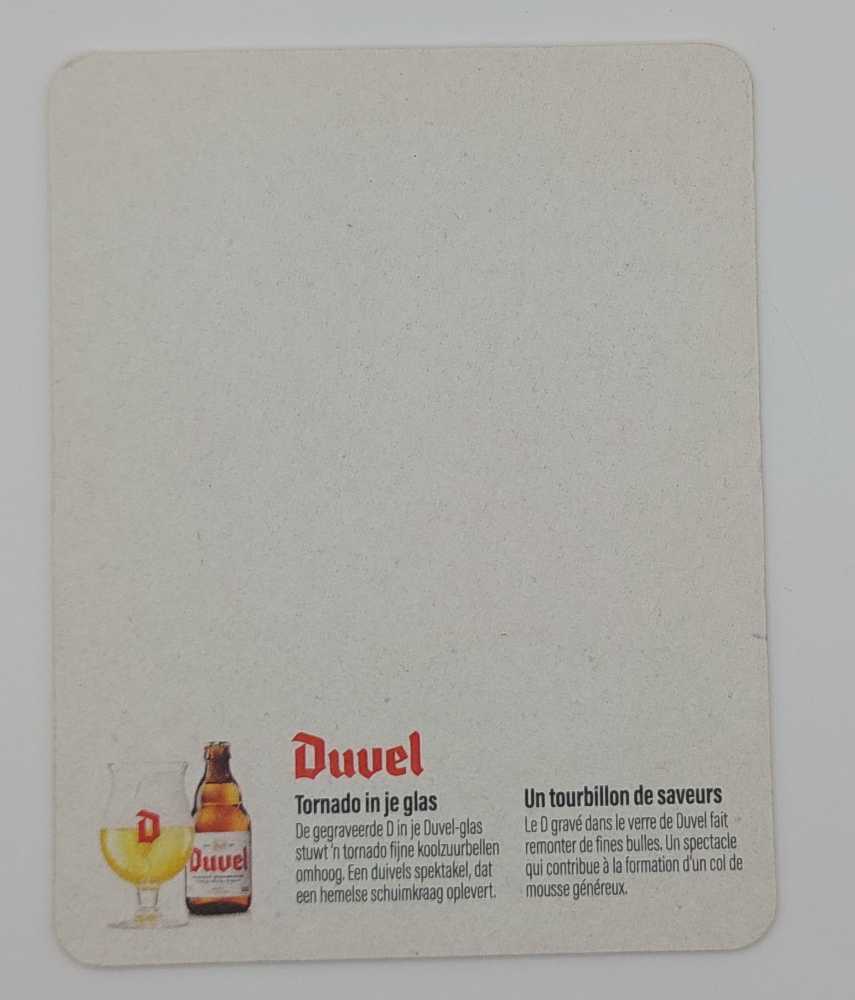 Duvel
Tornado in je glas
De gegraveerde D in je Duvel-glas
stuwt 'n tornado fijne koolzuurbellen
omhoog. Een duivels spektakel, dat
een hemelse schuimkraag oplevert.
Un tourbillon de saveurs
Le D gravé dans le verre de Duvel fait
remonter de fines bulles. Un spectacle
qui contribue à la formation d'un col de
mousse généreux.
D
Duvel